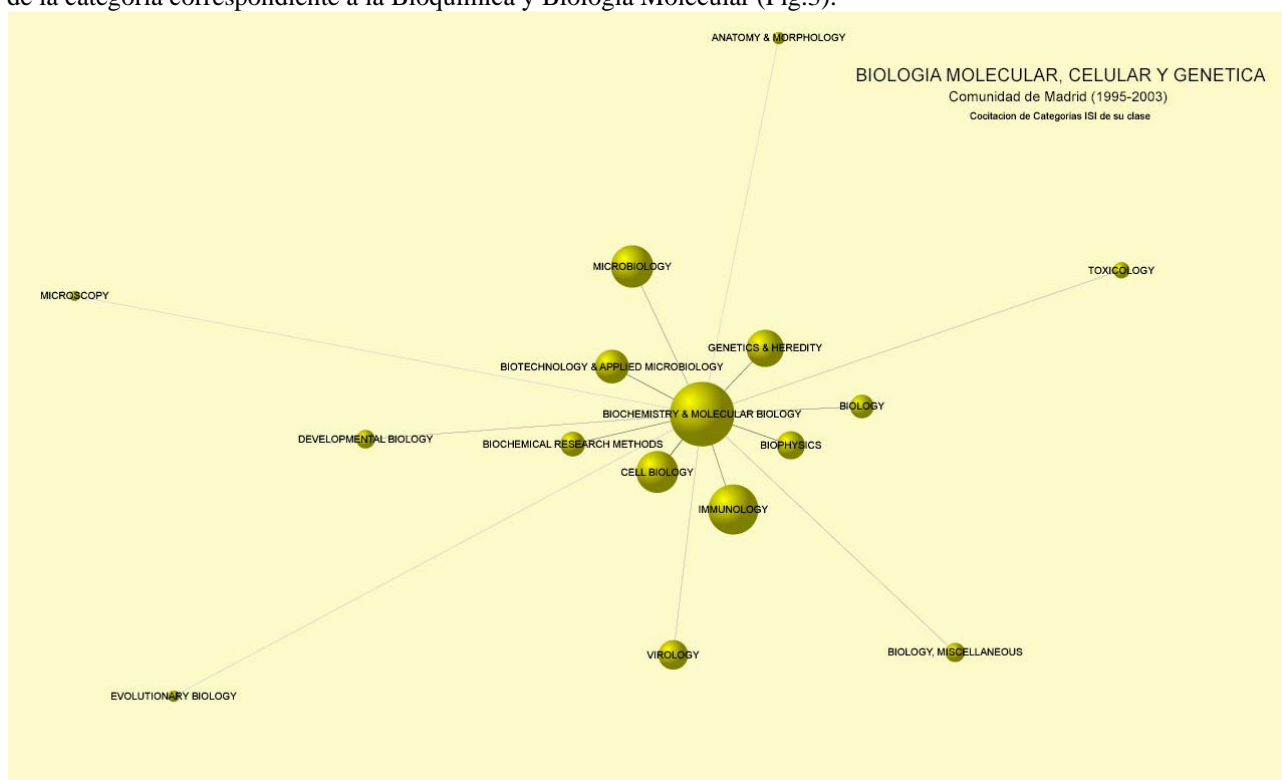 de la categoría correspondiente a la Bioquímica y Biología Molecular (Fig.3).
ANATOMY & MORPHOLOGY
BIOLOGIA MOLECULAR, CELULAR Y GENETICA
Comunidad de Madrid (1995-2003)
Cocitacion de Categorias ISI de su clase
MICROBIOLOGY
TOXICOLOGY
MICROSCOPY
GENETICS & HEREDITY
BIOTECHNOLOGY & APPLIED MICROBIOLOGY
BIOLOGY
BIOCHEMISTRY & MOLECULAR BIOLOGY
DEVELOPMENTAL BIOLOGY
BIOCHEMICAL RESEARCH METHODS
BIOPHYSICS
CELL BIOLOGY
IMMUNOLOGY
VIROLOGY
BIOLOGY, MISCELLANEOUS
EVOLUTIONARY BIOLOGY